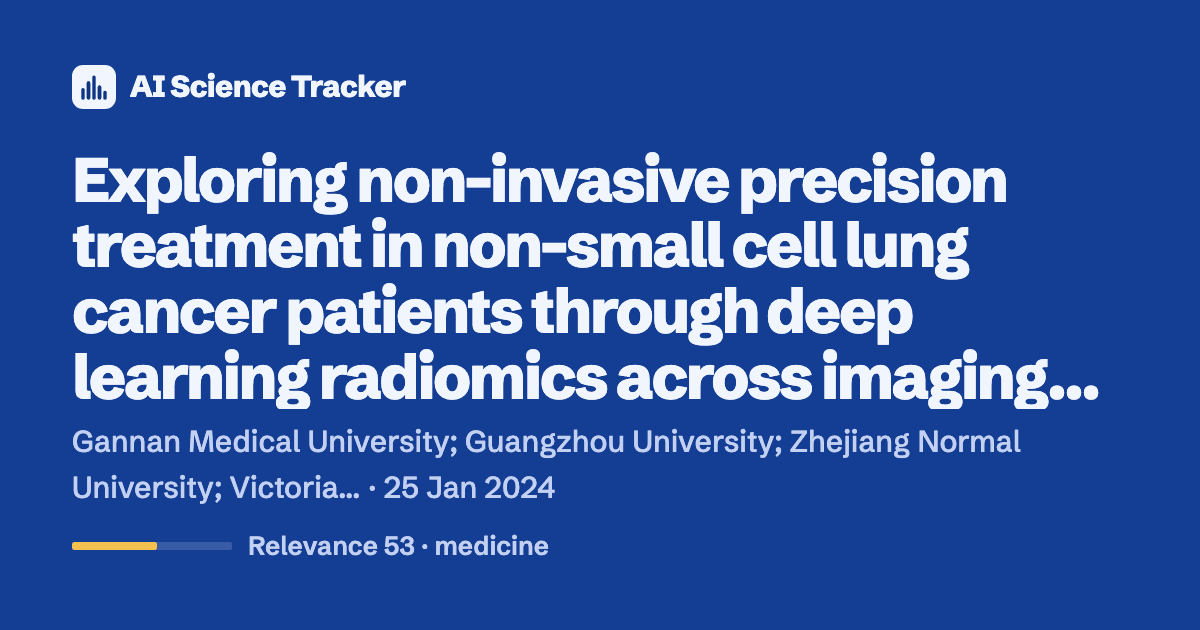 AI Science Tracker
Exploring non-invasive precision
treatment in non-small cell lung
cancer patients through deep
learning radiomics across imaging...
Gannan Medical University; Guangzhou University; Zhejiang Normal
University; Victoria... · 25 Jan 2024
Relevance 53 · medicine